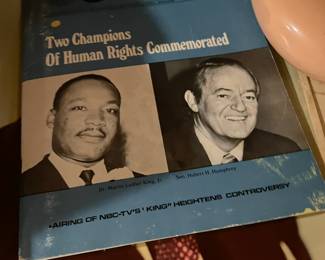 Two Champions
Of Human Rights Commemorated
Dr. Martin Luther King, Jr.
Sen. Hubert H. Humphrey
•AIRING OF NBC-TV'S 'KING" HEIGHTENS CONTROVERSY